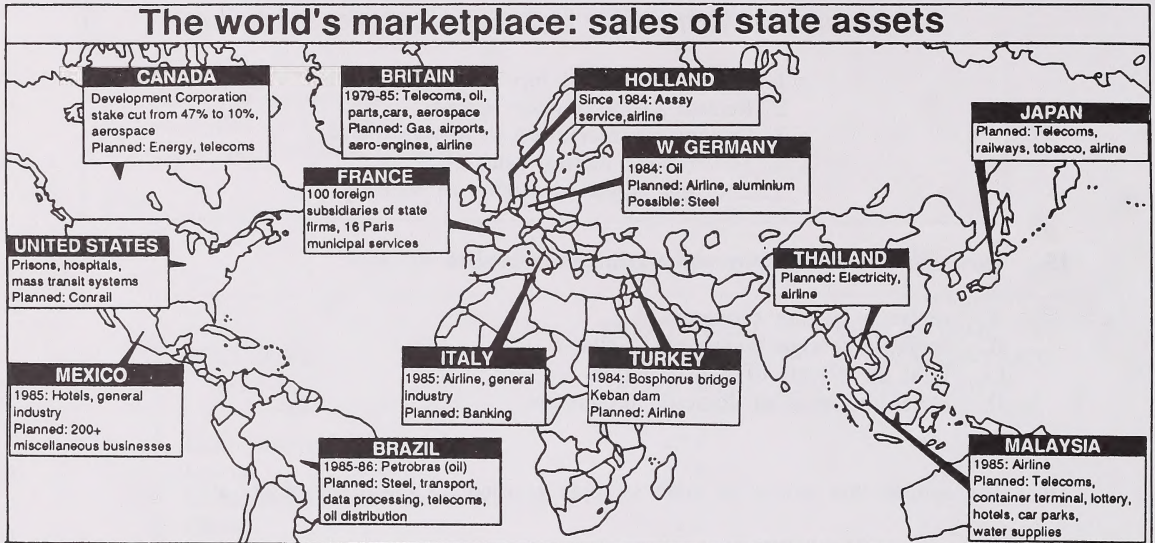 The world's marketplace: sales of state assets
CANADA
Development Corporation
stake cut from 47% to 10%,
aerospace
Planned: Energy, telecoms
BRITAIN
1979-85: Telecoms, oil,
parts,cars, aerospace
Planned: Gas, airports,
aero-engines, airline
HOLLAND
Since 1984: Assay
service,airline
JAPAN
Planned: Telecoms,
railways, tobacco, airline
W. GERMANY
1984: Oil
Planned: Airline, aluminium
Possible: Steel
FRANCE
100 foreign
subsidiaries of state
firms, 16 Paris
municipal services
UNITED STATES
Prisons, hospitals,
mass transit systems
Planned: Conrail
THAILAND
Planned: Electricity,
airline
MEXICO
1985: Hotels, general
industry
Planned: 200+
miscellaneous businesses
ITALY
1985: Airline, general
industry
Planned: Banking
TURKEY
1984: Bosphorus bridge
Keban dam
Planned: Airline
BRAZIL
1985-86: Petrobras (oil)
Planned: Steel, transport,
data processing, telecoms,
oil distribution
MALAYSIA
1985: Airline
Planned: Telecoms,
container terminal, lottery,
hotels, car parks,
water supplies